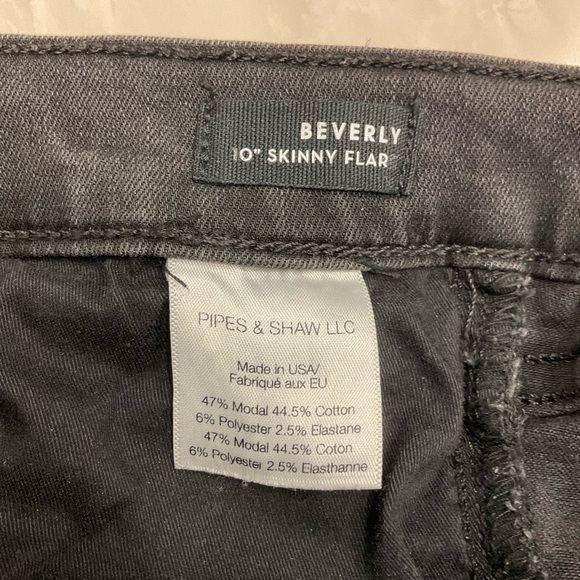 BEVERLY
10" SKINNY FLAR
PIPES & SHAW LLC
Made in USA/
Fabriqué aux EU
47% Modal 44.5% Cotton
6% Polyester 2.5% Elastane
47% Modal 44.5% Coton
6% Polyester 2.5% Elasthanne